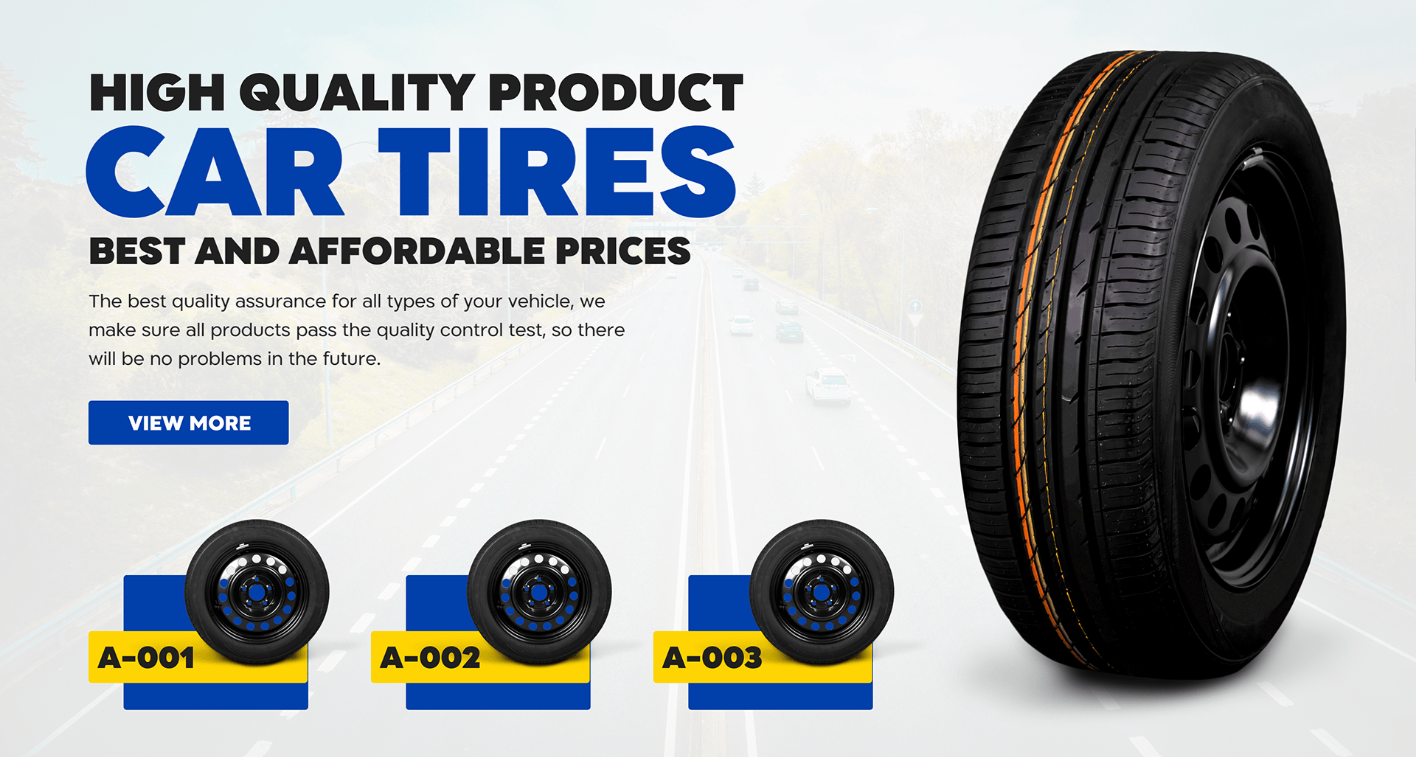 HIGH QUALITY PRODUCT
CAR TIRES
BEST AND AFFORDABLE PRICES
The best quality assurance for all types of your vehicle, we
make sure all products pass the quality control test, so there
will be no problems in the future.
VIEW MORE
A-001
A-002
A-003